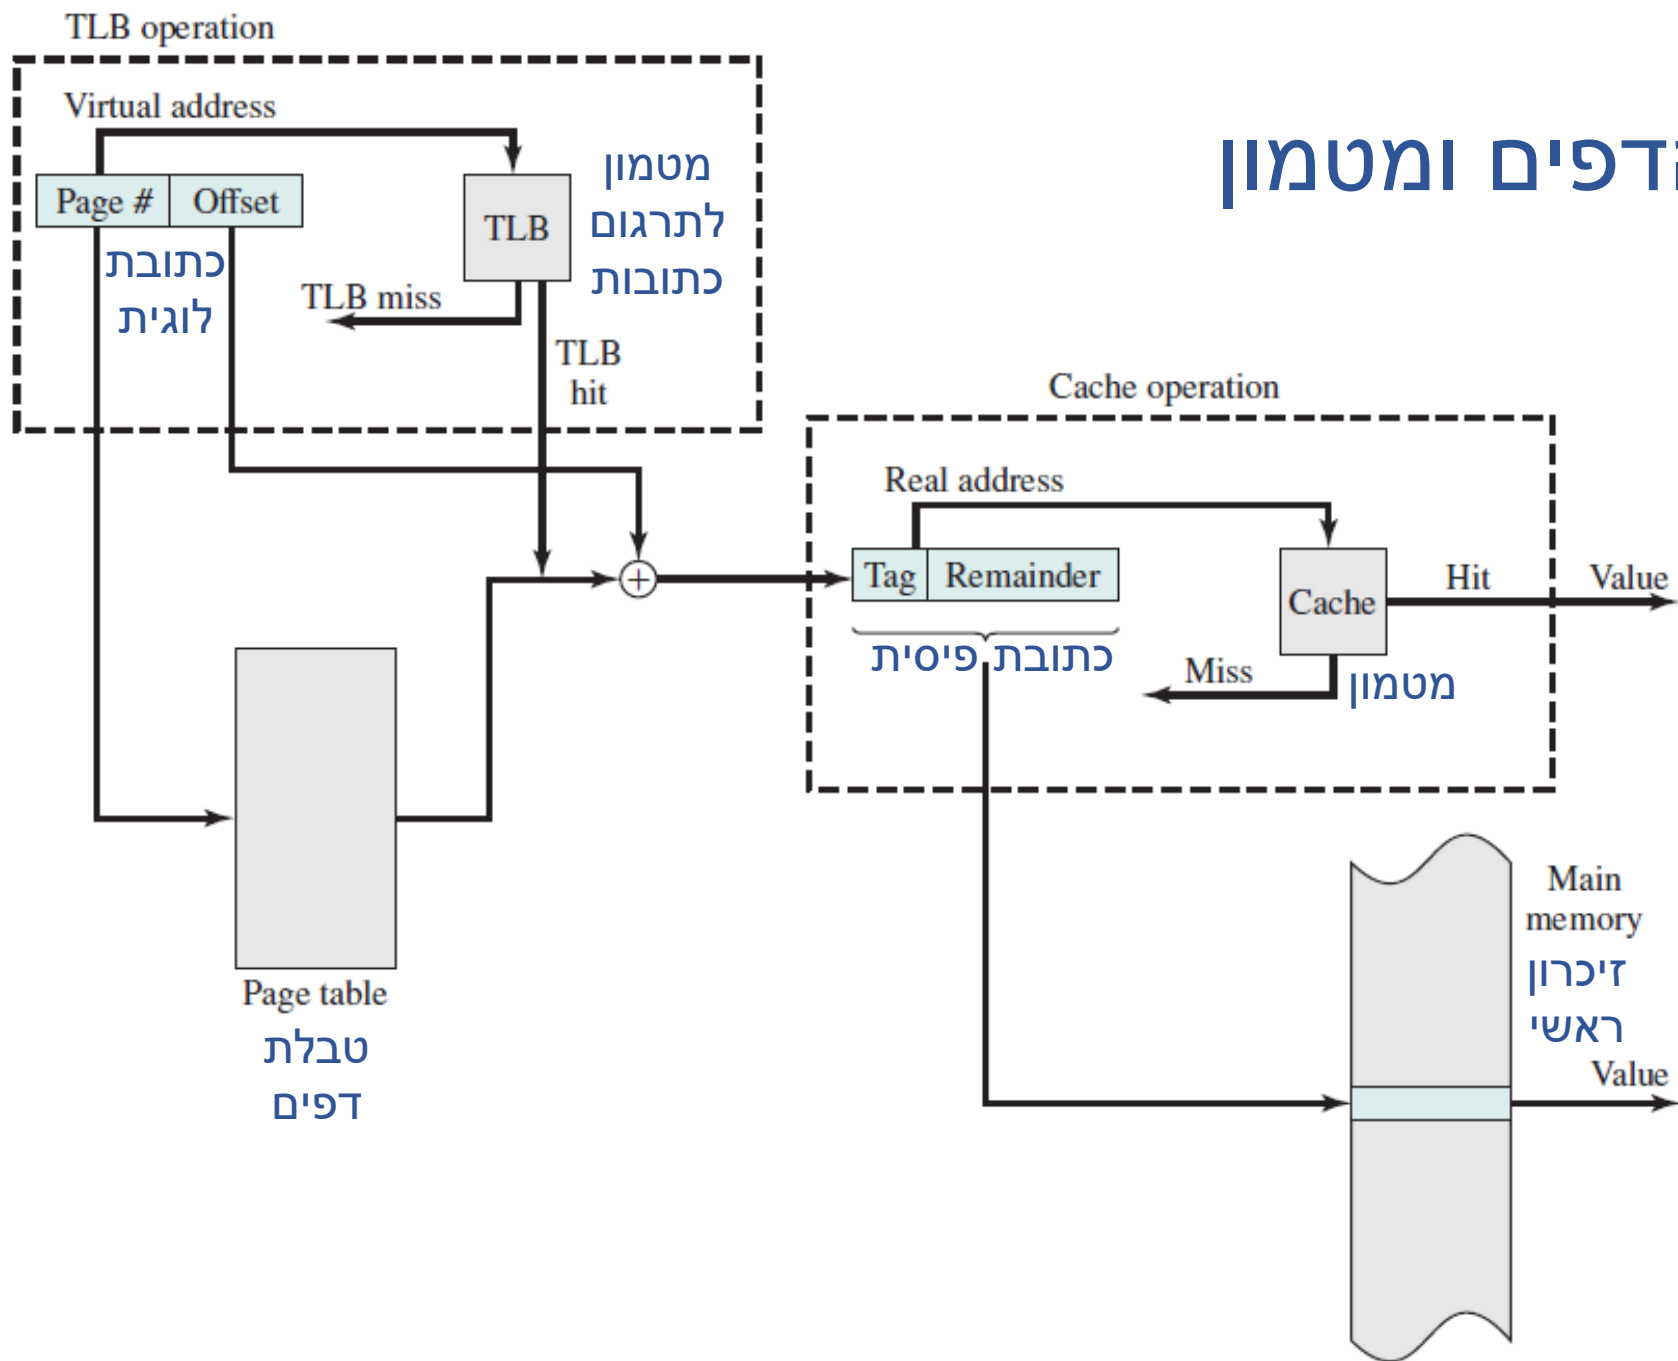 TLB operation
Virtual address
Page # Offset
TLB
מטמון
לתרגום
כתובות
כתובת
לוגית
TLB miss
TLB
hit
הדפים ומטמון
Cache operation
Real address
Tag Remainder
Cache
Hit
Value
כתובת פיסית
Miss
מטמון
Page table
טבלת
דפים
Main
memory
זיכרון
ראשי
Value